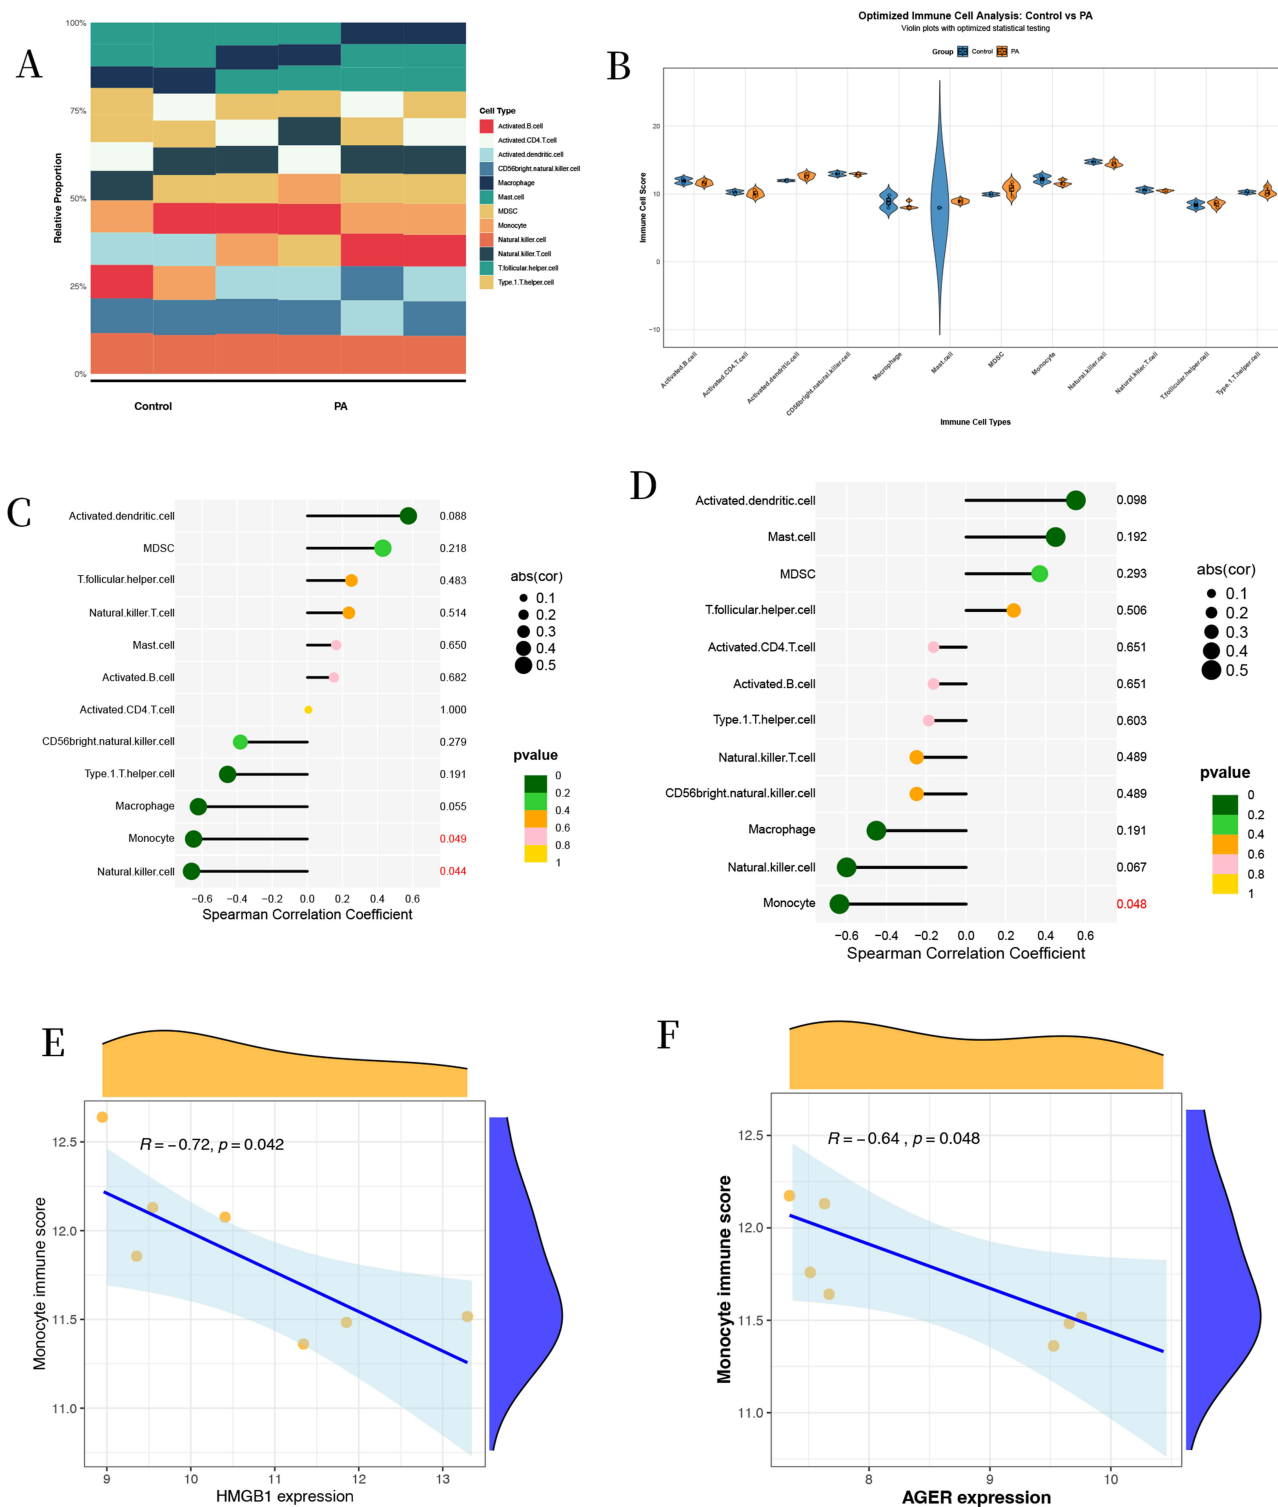 A
100%
75%
50%
25%
0%
Relative Proportion
Control
PA
Cell Type
Activated.B.cell
Activated.CD4.T.cell
Activated.dendritic.cell
CD56bright.natural.killer.cell
Macrophage
Mast.cell
MDSC
Monocyte
Natural.killer.cell
Natural.killer.T.cell
T.follicular.helper.cell
Type.1.T.helper.cell
B
Optimized Immune Cell Analysis: Control vs PA
Violin plots with optimized statistical testing
Group Control PA
Immune Cell Score
20
10
0
−10
Activated.B.cell
Activated.CD4.T.cell
Activated.dendritic.cell
CD56bright.natural.killer.cell
Macrophage
Mast.cell
MDSC
Monocyte
Natural.killer.cell
Natural.killer.T.cell
T.follicular.helper.cell
Type.1.T.helper.cell
Immune Cell Types
C
Activated.dendritic.cell 0.088
MDSC 0.218
T.follicular.helper.cell 0.483
Natural.killer.T.cell 0.514
Mast.cell 0.650
Activated.B.cell 0.682
Activated.CD4.T.cell 1.000
CD56bright.natural.killer.cell 0.279
Type.1.T.helper.cell 0.191
Macrophage 0.055
Monocyte 0.049
Natural.killer.cell 0.044
−0.6 −0.4 −0.2 0.0 0.2 0.4 0.6
Spearman Correlation Coefficient
abs(cor)
0.1
0.2
0.3
0.4
0.5
pvalue
0
0.2
0.4
0.6
0.8
1
D
Activated.dendritic.cell 0.098
Mast.cell 0.192
MDSC 0.293
T.follicular.helper.cell 0.506
Activated.CD4.T.cell 0.651
Activated.B.cell 0.651
Type.1.T.helper.cell 0.603
Natural.killer.T.cell 0.489
CD56bright.natural.killer.cell 0.489
Macrophage 0.191
Natural.killer.cell 0.067
Monocyte 0.048
−0.6 −0.4 −0.2 0.0 0.2 0.4 0.6
Spearman Correlation Coefficient
abs(cor)
0.1
0.2
0.3
0.4
0.5
pvalue
0
0.2
0.4
0.6
0.8
1
E
R = −0.72, p = 0.042
Monocyte immune score
12.5
12.0
11.5
11.0
9 10 11 12 13
HMGB1 expression
F
R = −0.64 , p = 0.048
Monocyte immune score
12.5
12.0
11.5
11.0
8 9 10
AGER expression